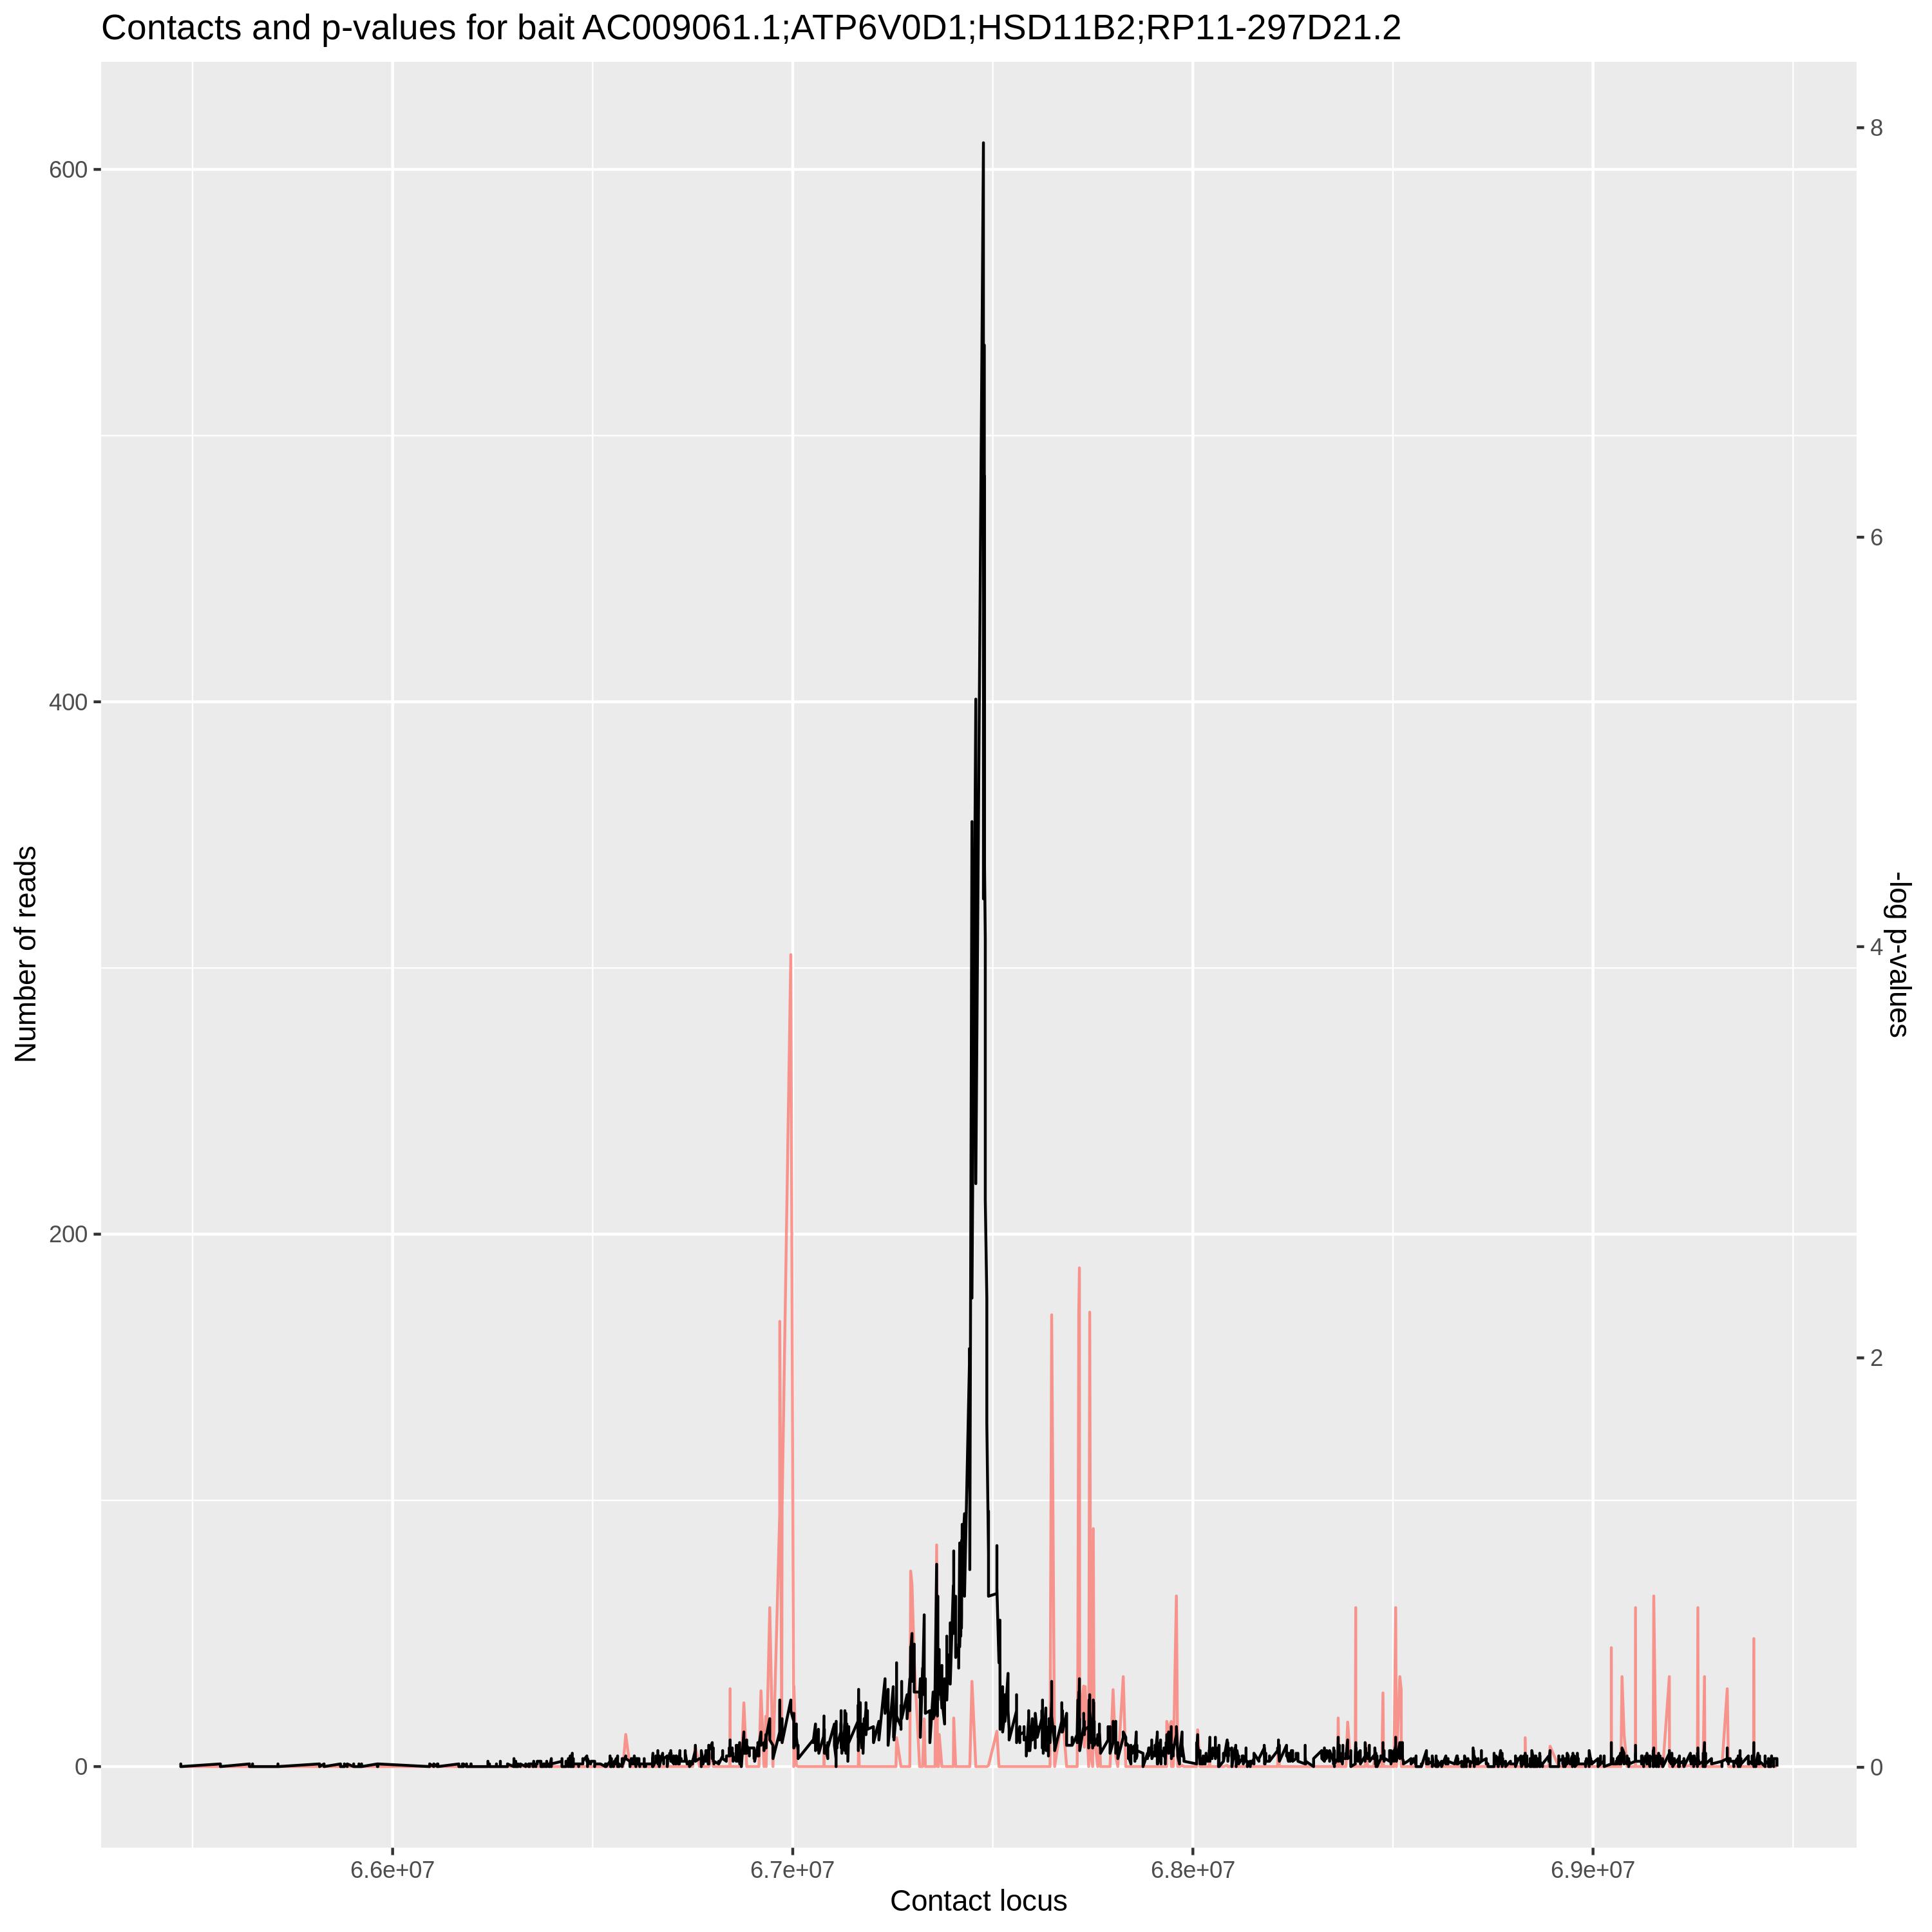 Contacts and p-values for bait AC009061.1;ATP6V0D1;HSD11B2;RP11-297D21.2
600
400
200
0
Number of reads
8
6
4
2
0
-log p-values
6.6e+07
6.7e+07
6.8e+07
6.9e+07
Contact locus